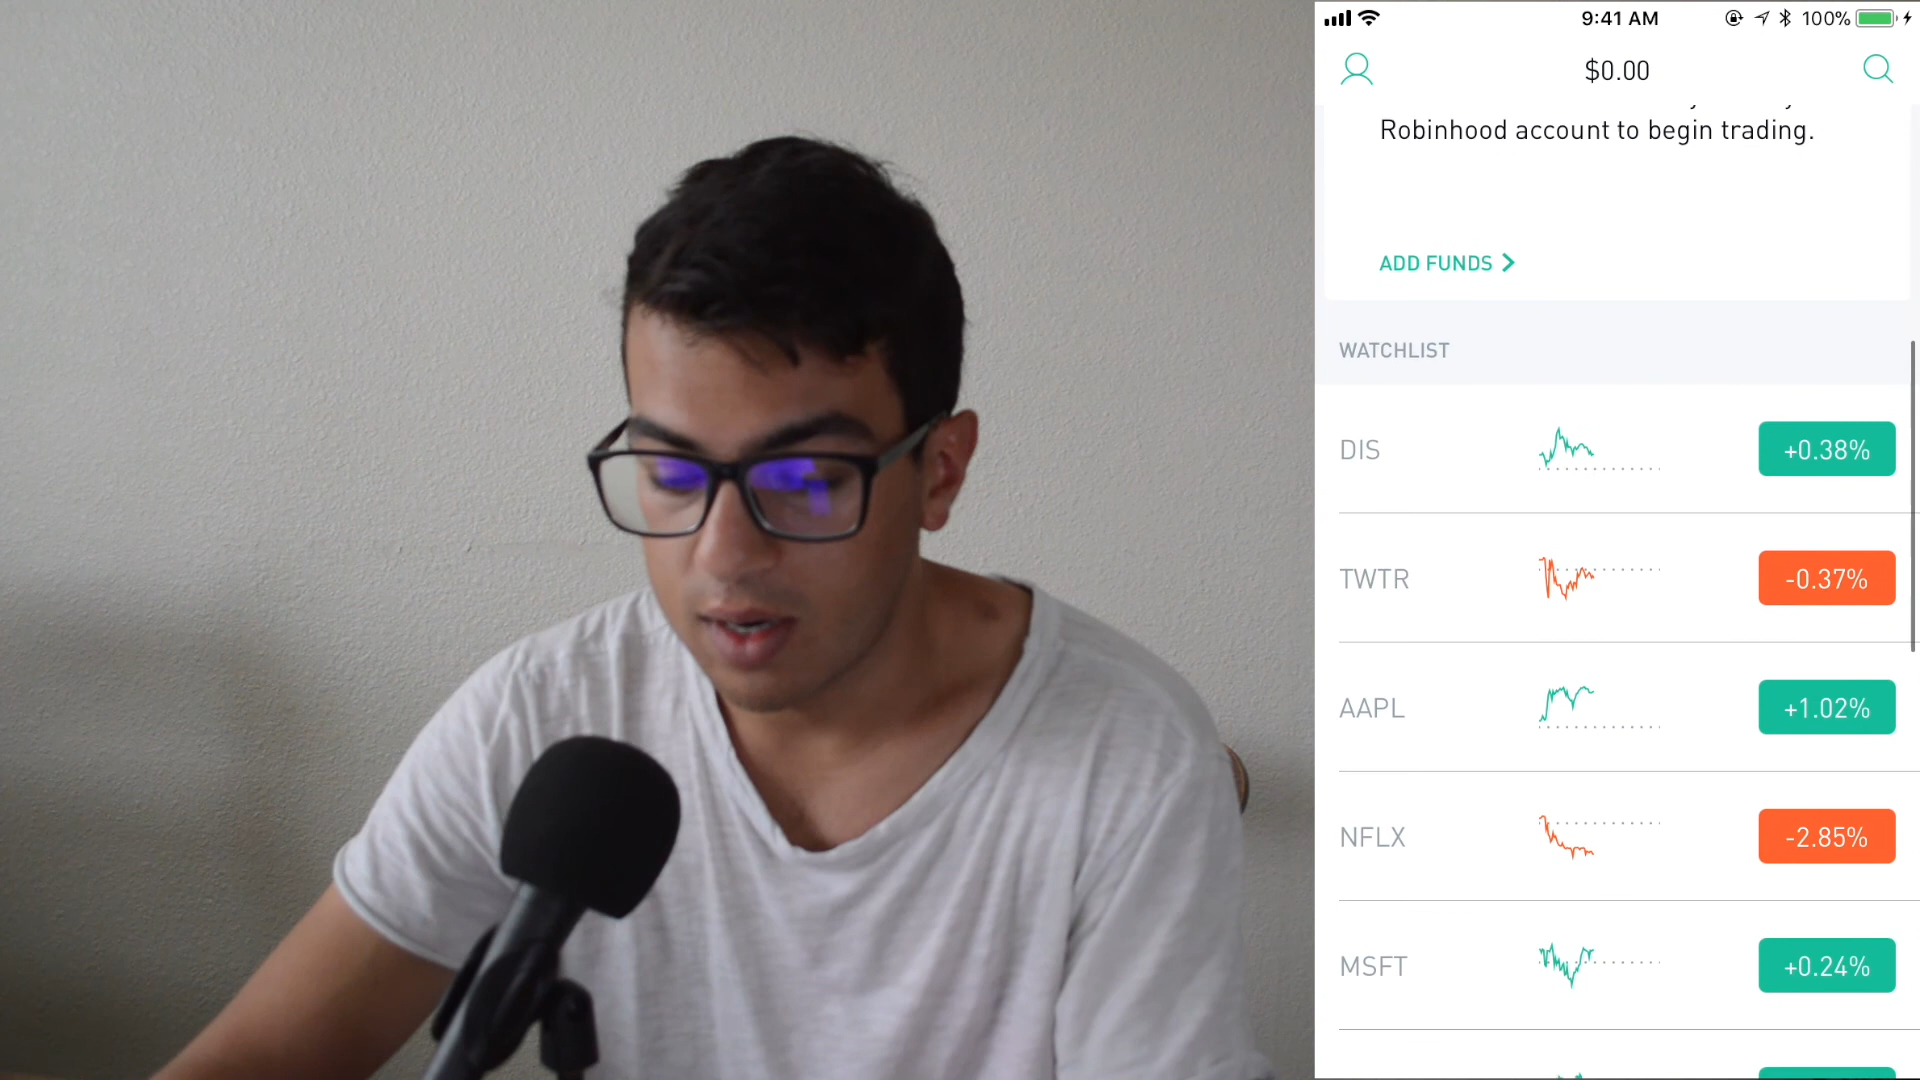 9:41 AM 100%
$0.00
Robinhood account to begin trading.
ADD FUNDS
WATCHLIST
DIS +0.38%
TWTR -0.37%
AAPL +1.02%
NFLX -2.85%
MSFT +0.24%